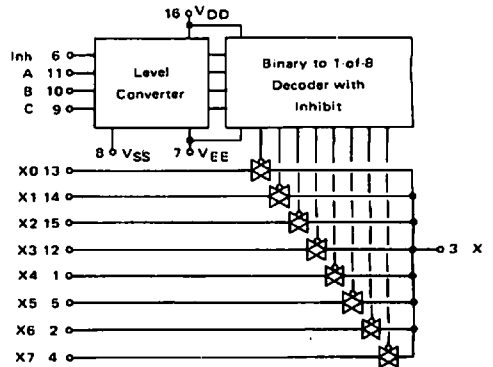 16 VDD
Inh 6
A 11
B 10
C 9
Level
Converter
Binary to 1-of-8
Decoder with
Inhibit
8 VSS
7 VEE
X0 13
X1 14
X2 15
X3 12
X4 1
X5 5
X6 2
X7 4
3 X